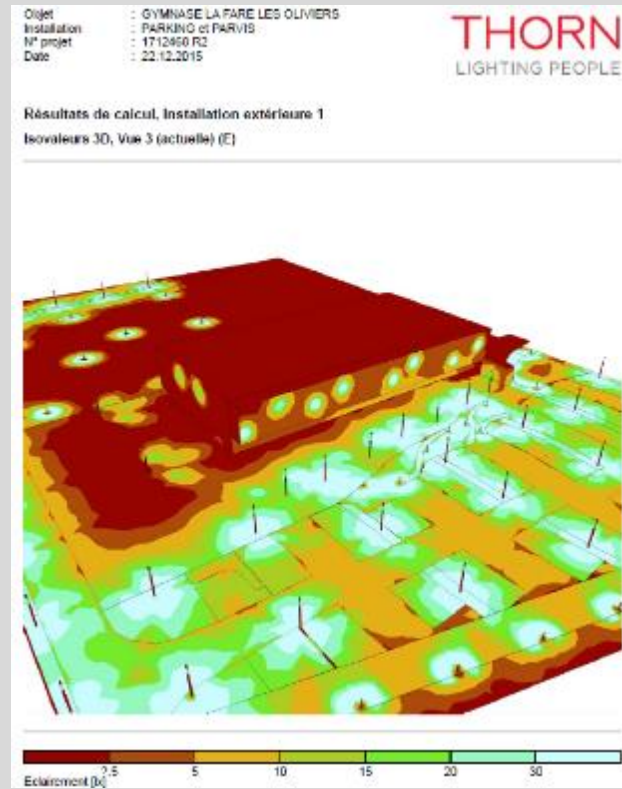 Objet : GYMNASE LA FARE LES OLIVIERS
Installation : PARKING et PARVIS
N° projet : 1712460 R2
Date : 22.12.2015
THORN
LIGHTING PEOPLE
Résultats de calcul, Installation extérieure 1
Isovaleurs 3D, Vue 3 (actuelle) (E)
2.5 5 10 15 20 30
Eclairement [lx]